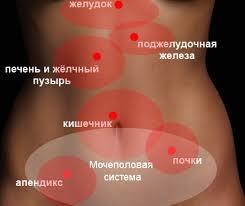 желудок
поджелудочная
железа
печень и жёлчный
пузырь
кишечник
Мочеполовая
система
почки
апендикс